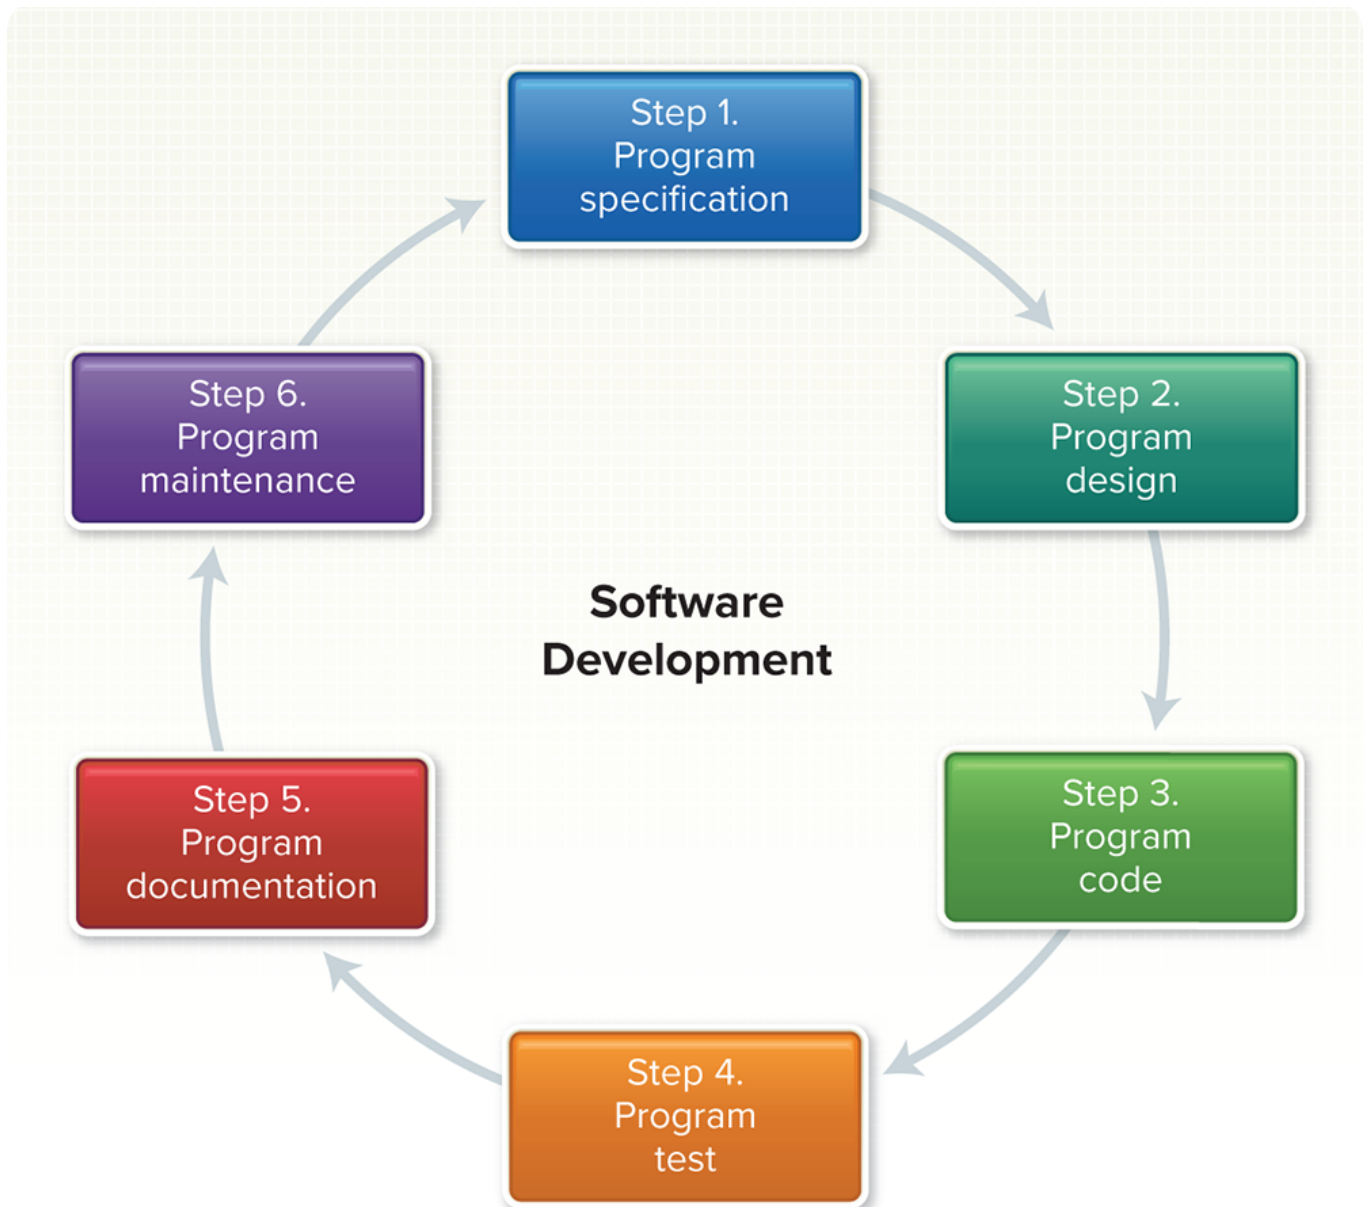 Step 1.
Program
specification
Step 2.
Program
design
Step 3.
Program
code
Step 4.
Program
test
Step 5.
Program
documentation
Step 6.
Program
maintenance
Software
Development